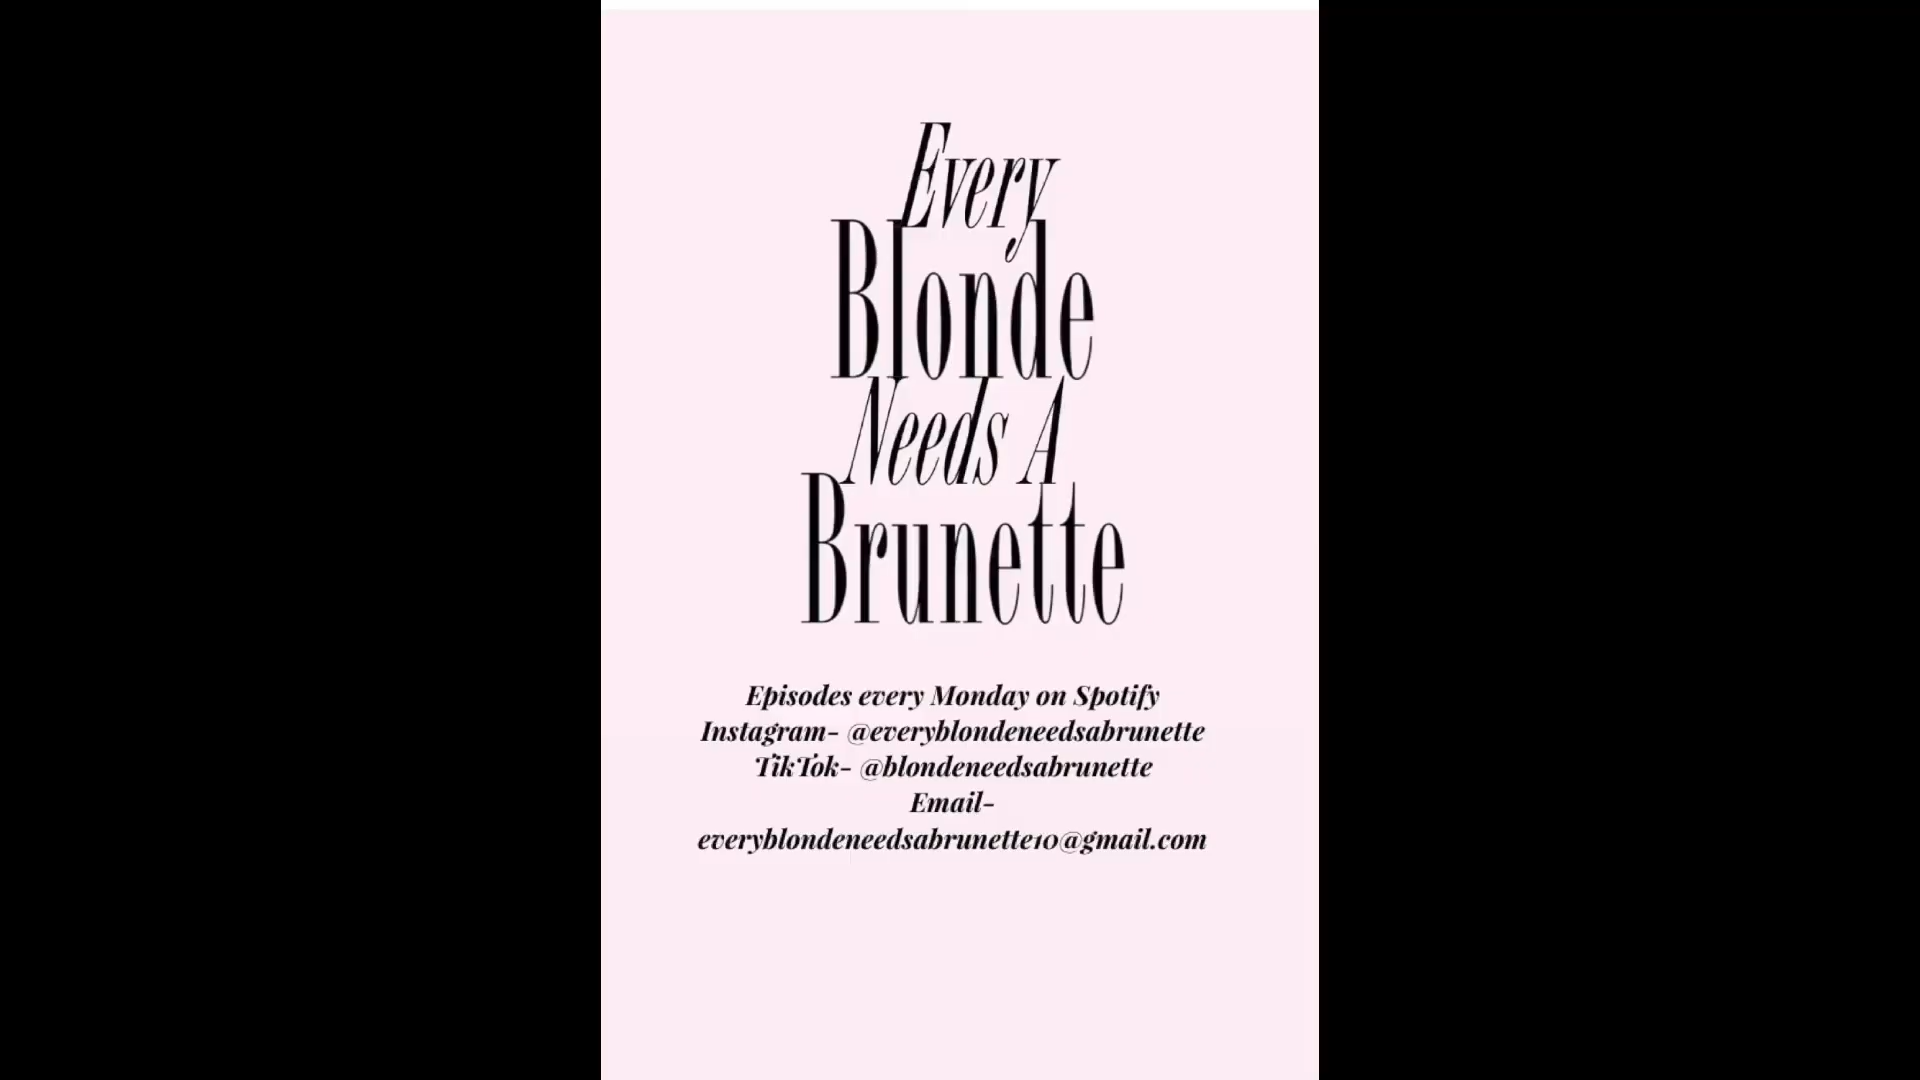 Every
Blonde
Needs A
Brunette
Episodes every Monday on Spotify
Instagram- @everyblondeneedsabrunette
TikTok- @blondeneedsabrunette
Email-
everyblondeneedsabrunette10@gmail.com